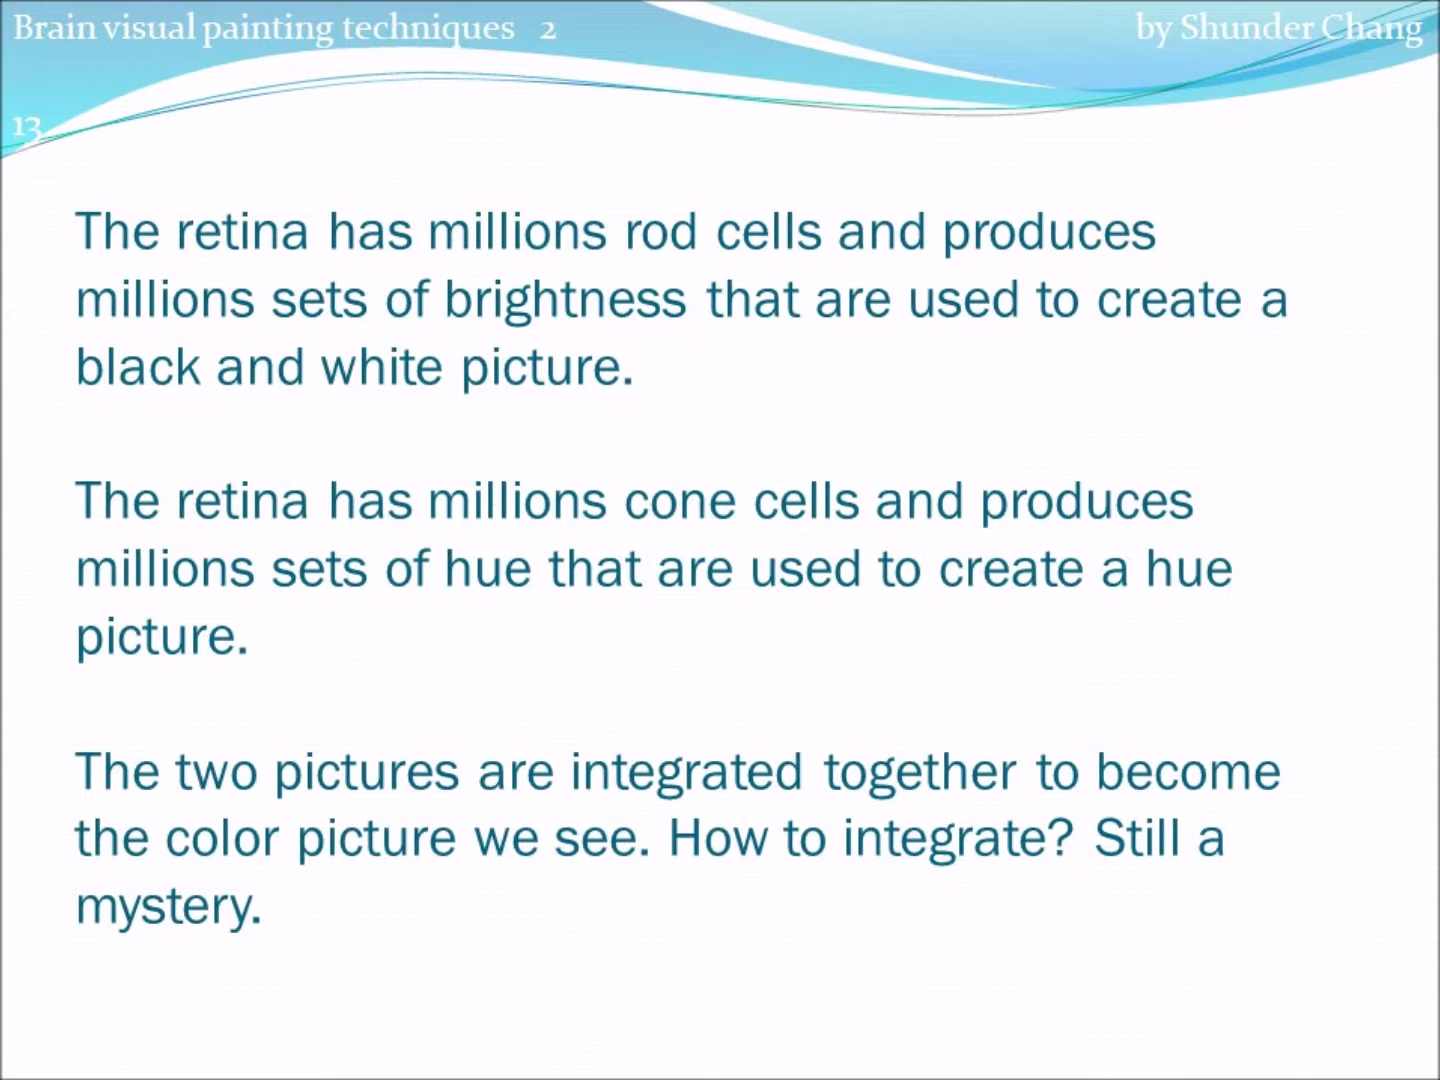 Brain visual painting techniques 2
by Shunder Chang
13
The retina has millions rod cells and produces
millions sets of brightness that are used to create a
black and white picture.
The retina has millions cone cells and produces
millions sets of hue that are used to create a hue
picture.
The two pictures are integrated together to become
the color picture we see. How to integrate? Still a
mystery.